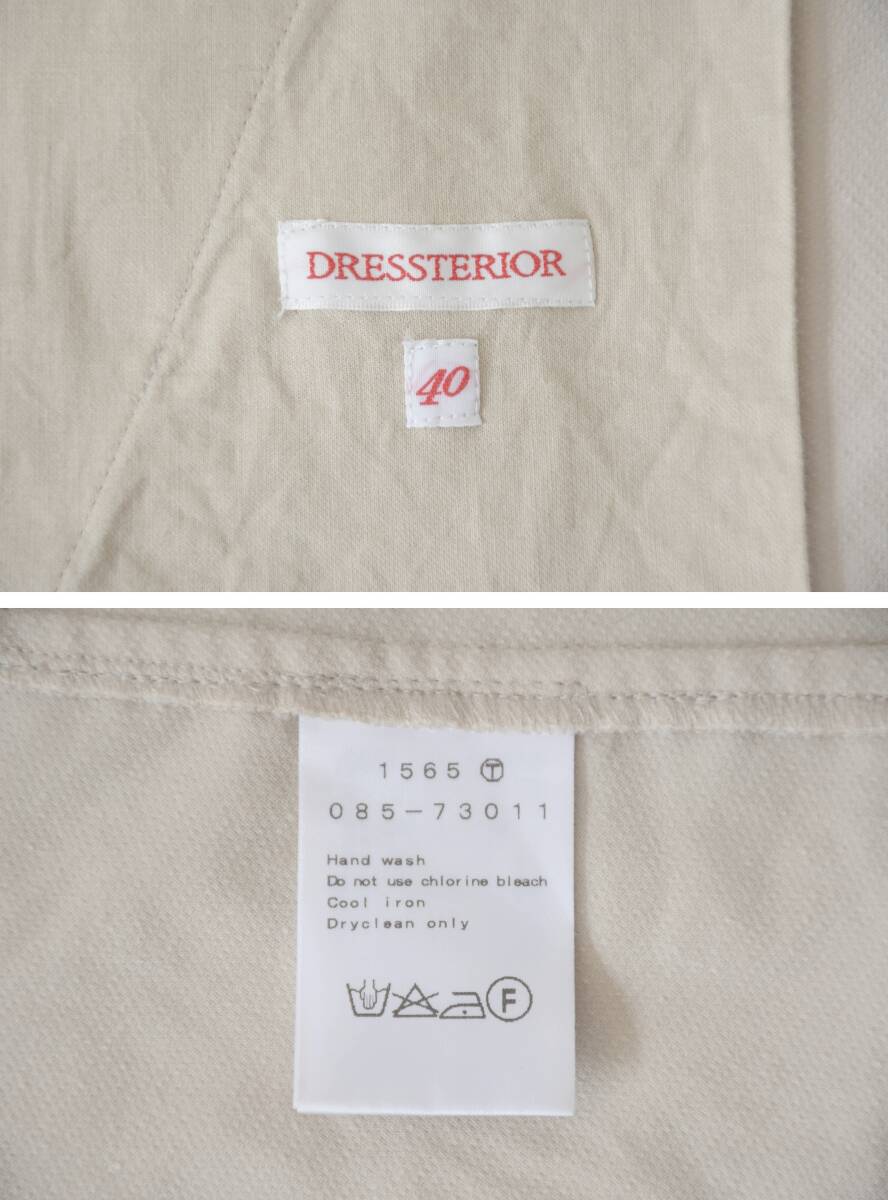 DRESSTERIOR
40
1565 Ⓣ
085-73011
Hand wash
Do not use chlorine bleach
Cool iron
Dryclean only
F